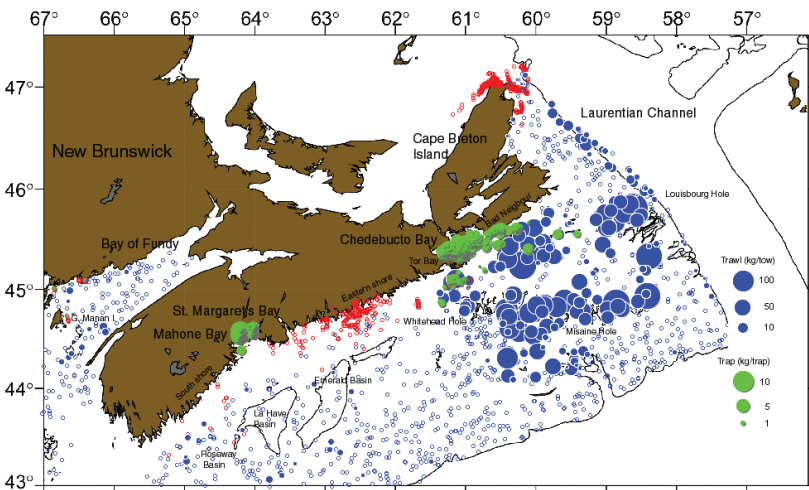 67° 66° 65° 64° 63° 62° 61° 60° 59° 58° 57°
47°
Laurentian Channel
Cape Breton
Island
New Brunswick
46°
Louisbourg Hole
Bad Neighbour
Chedebucto Bay
Bay of Fundy
Tor Bay
Trawl (kg/tow)
100
50
10
45°
Eastern shore
St. Margarets Bay
G. Manan I.
Whitehead Hole
Mahone Bay
Misaine Hole
Trap (kg/trap)
10
5
1
44°
South shore
Emerald Basin
La Have
Basin
Roseway
Basin
43°